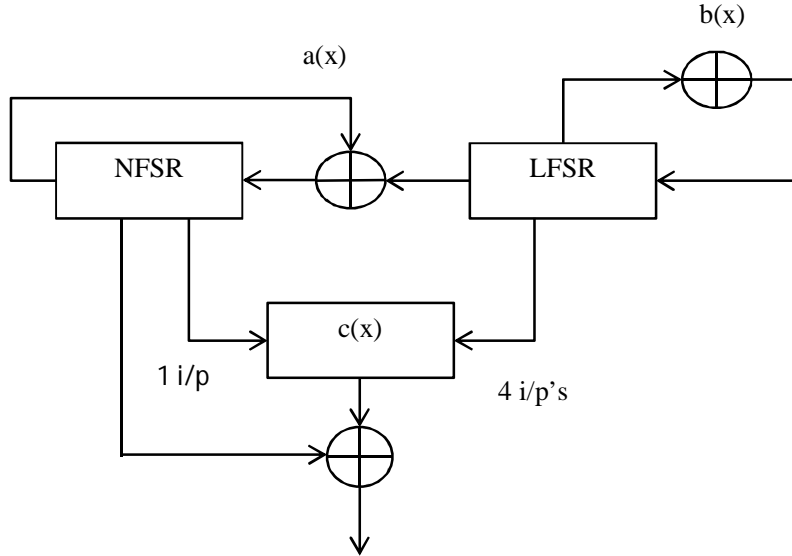 b(x)
a(x)
NFSR
LFSR
c(x)
1 i/p
4 i/p’s